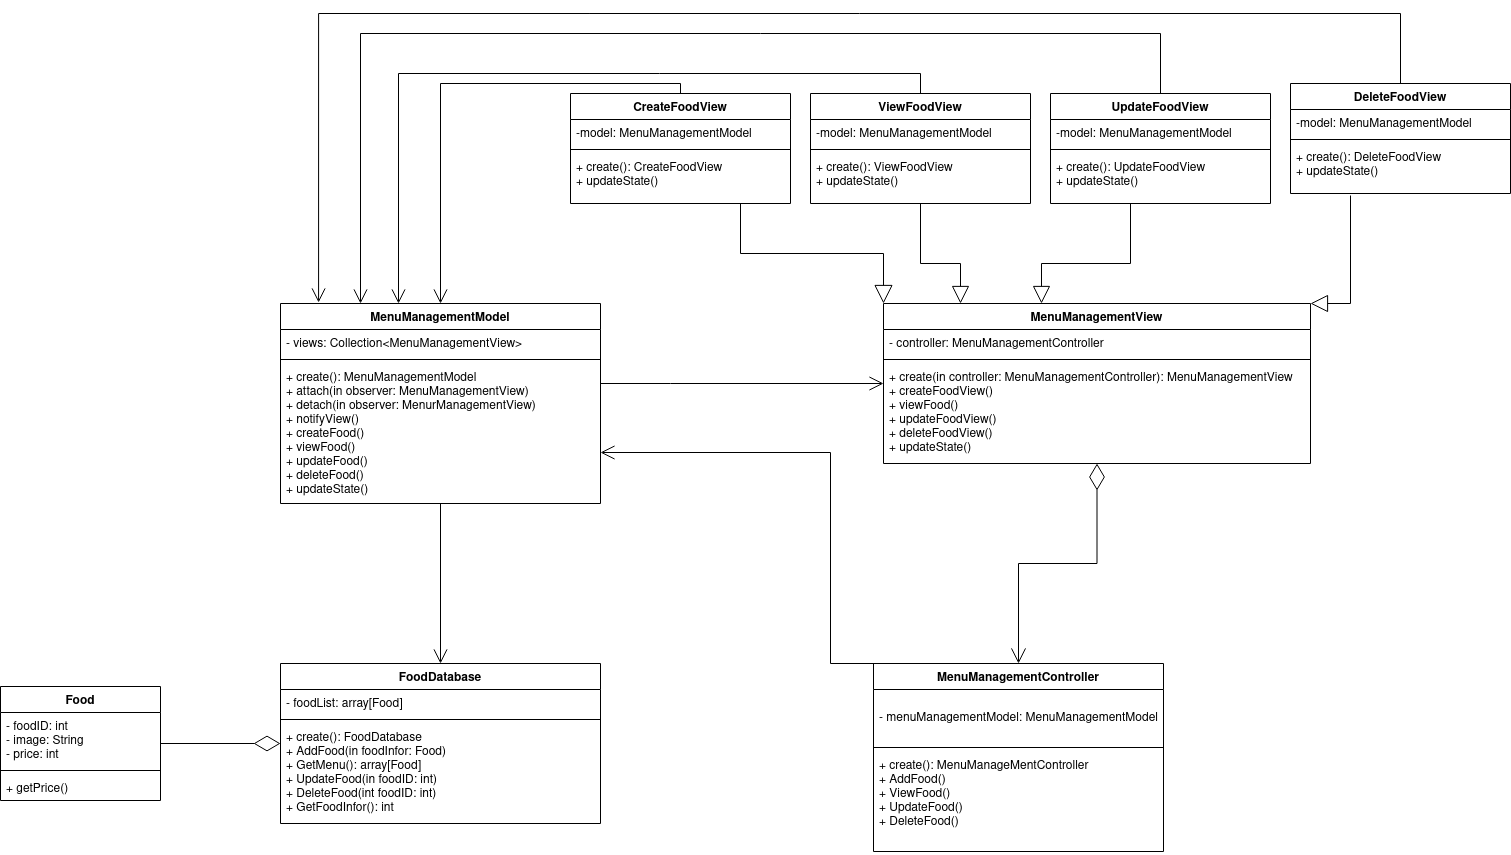 CreateFoodView
-model: MenuManagementModel
+ create(): CreateFoodView
+ updateState()
ViewFoodView
-model: MenuManagementModel
+ create(): ViewFoodView
+ updateState()
UpdateFoodView
-model: MenuManagementModel
+ create(): UpdateFoodView
+ updateState()
DeleteFoodView
-model: MenuManagementModel
+ create(): DeleteFoodView
+ updateState()
MenuManagementModel
- views: Collection<MenuManagementView>
+ create(): MenuManagementModel
+ attach(in observer: MenuManagementView)
+ detach(in observer: MenurManagementView)
+ notifyView()
+ createFood()
+ viewFood()
+ updateFood()
+ deleteFood()
+ updateState()
MenuManagementView
- controller: MenuManagementController
+ create(in controller: MenuManagementController): MenuManagementView
+ createFoodView()
+ viewFood()
+ updateFoodView()
+ deleteFoodView()
+ updateState()
Food
- foodID: int
- image: String
- price: int
+ getPrice()
FoodDatabase
- foodList: array[Food]
+ create(): FoodDatabase
+ AddFood(in foodInfor: Food)
+ GetMenu(): array[Food]
+ UpdateFood(in foodID: int)
+ DeleteFood(int foodID: int)
+ GetFoodInfor(): int
MenuManagementController
- menuManagementModel: MenuManagementModel
+ create(): MenuManageMentController
+ AddFood()
+ ViewFood()
+ UpdateFood()
+ DeleteFood()